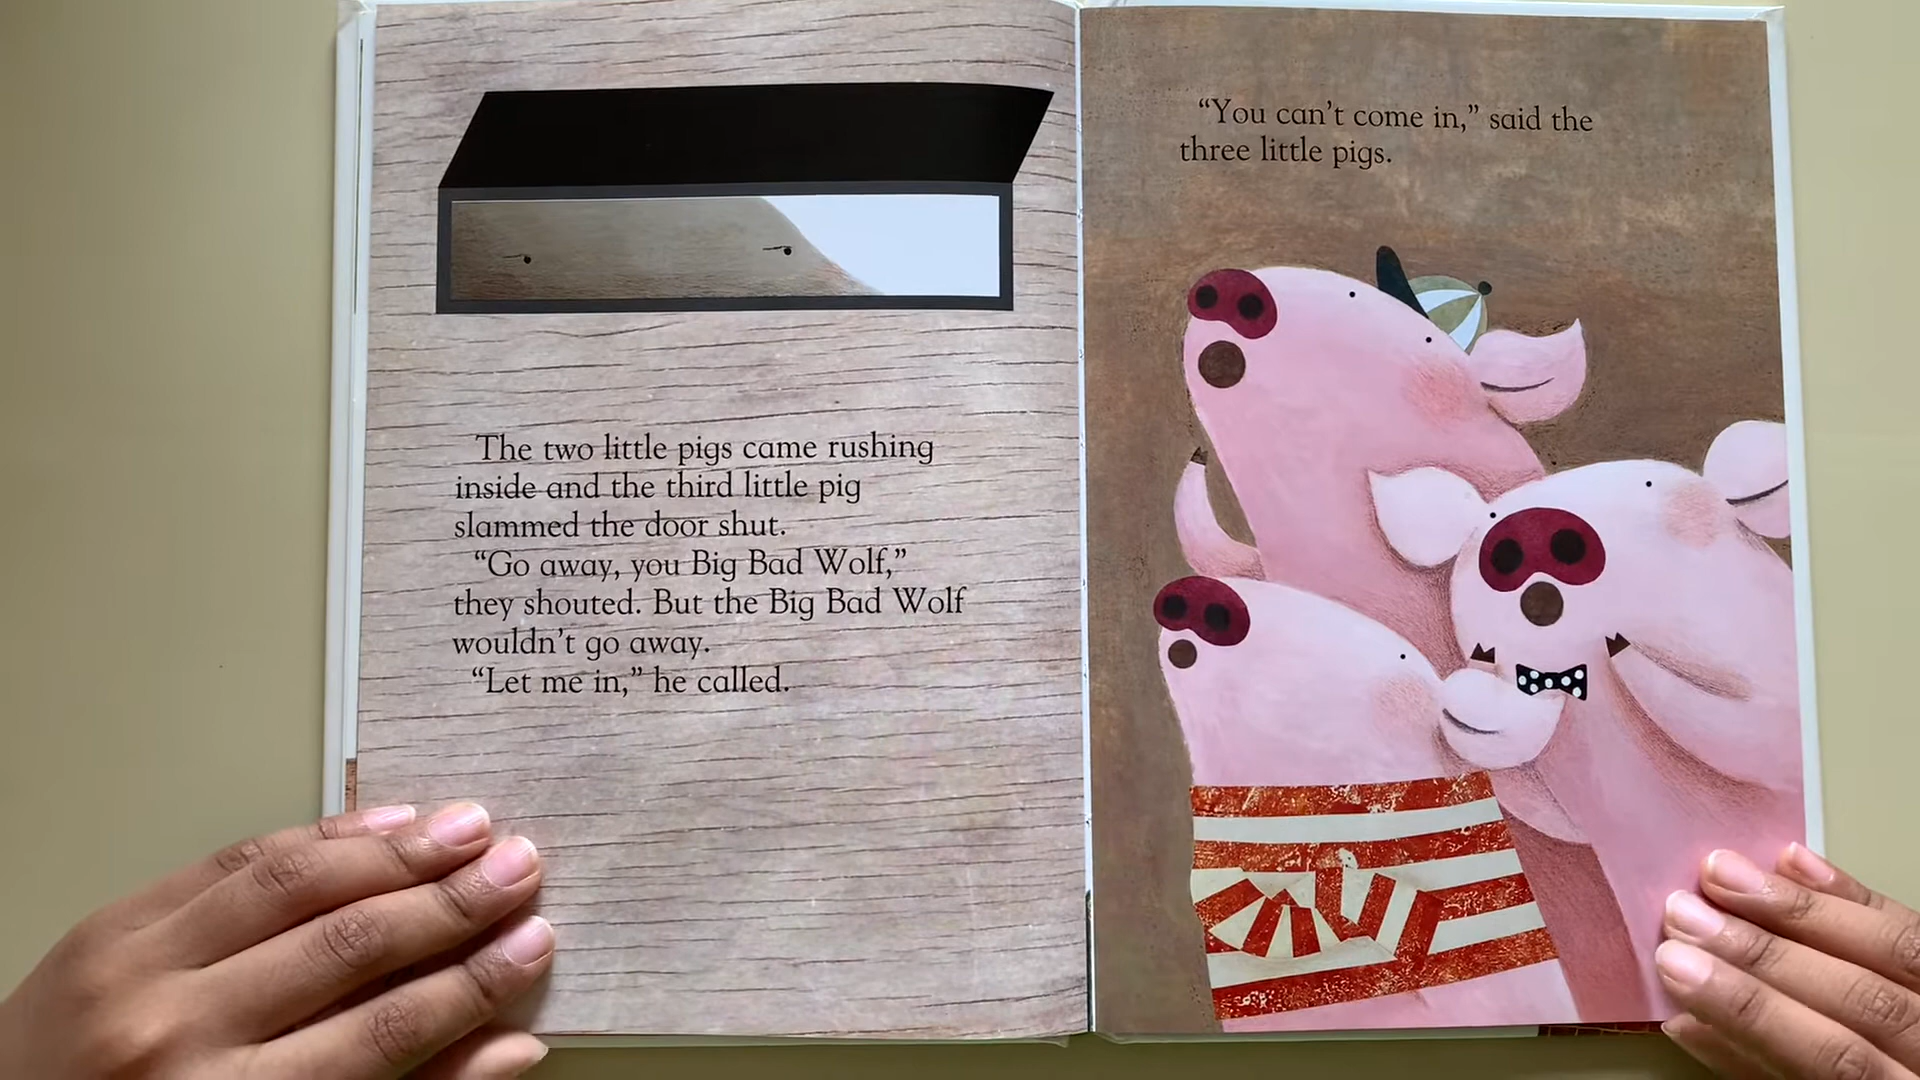 The two little pigs came rushing
inside and the third little pig
slammed the door shut.
“Go away, you Big Bad Wolf,”
they shouted. But the Big Bad Wolf
wouldn’t go away.
“Let me in,” he called.
“You can’t come in,” said the
three little pigs.